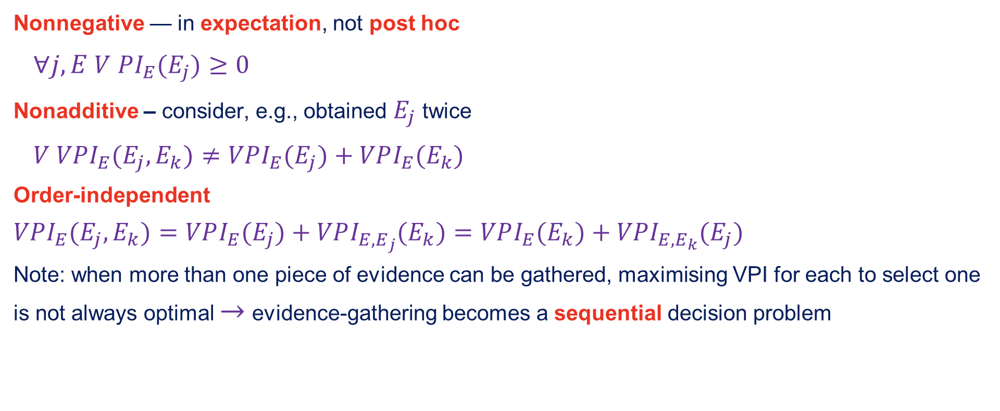 Nonnegative — in expectation, not post hoc
∀j, E V PI_E(E_j) ≥ 0
Nonadditive – consider, e.g., obtained E_j twice
V VPI_E(E_j, E_k) ≠ VPI_E(E_j) + VPI_E(E_k)
Order-independent
VPI_E(E_j, E_k) = VPI_E(E_j) + VPI_{E,E_j}(E_k) = VPI_E(E_k) + VPI_{E,E_k}(E_j)
Note: when more than one piece of evidence can be gathered, maximising VPI for each to select one
is not always optimal → evidence-gathering becomes a sequential decision problem